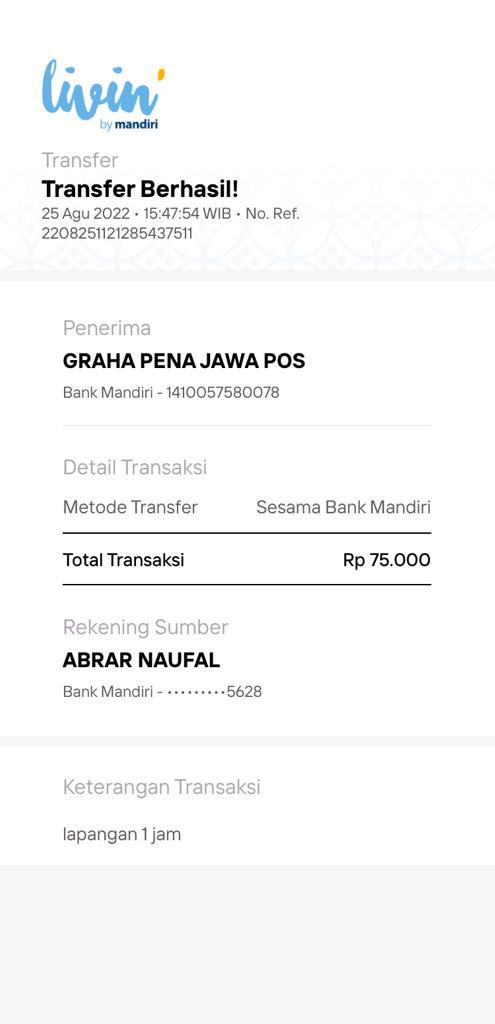 livin'
by mandiri
Transfer
Transfer Berhasil!
25 Agu 2022 • 15:47:54 WIB • No. Ref.
2208251121285437511
Penerima
GRAHA PENA JAWA POS
Bank Mandiri - 1410057580078
Detail Transaksi
Metode Transfer Sesama Bank Mandiri
Total Transaksi Rp 75.000
Rekening Sumber
ABRAR NAUFAL
Bank Mandiri - •••••••••5628
Keterangan Transaksi
lapangan 1 jam